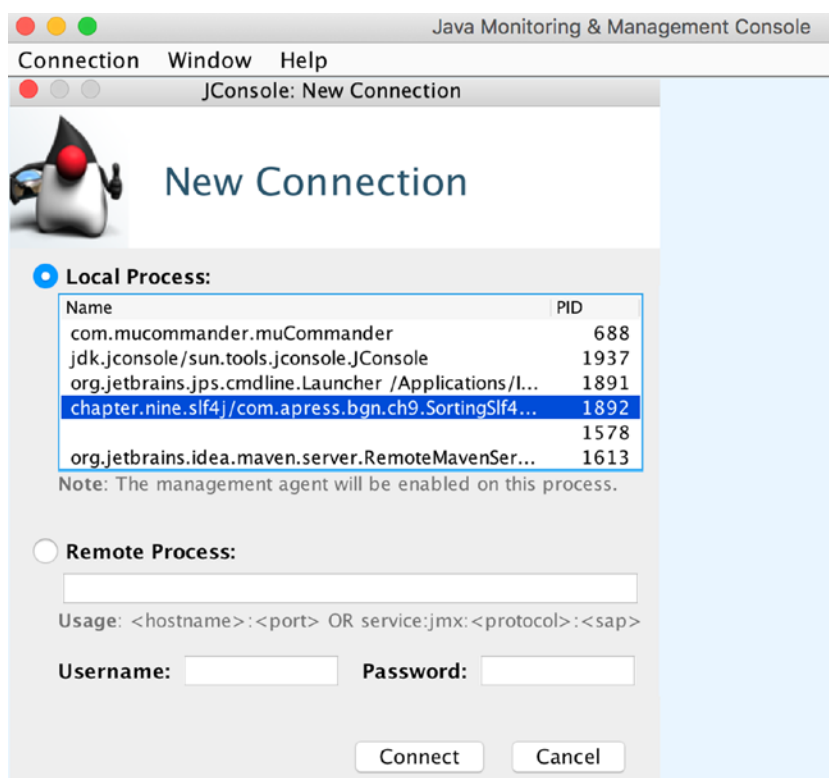 Java Monitoring & Management Console
Connection Window Help
JConsole: New Connection
New Connection
Local Process:
Name PID
com.mucommander.muCommander 688
jdk.jconsole/sun.tools.jconsole.JConsole 1937
org.jetbrains.jps.cmdline.Launcher /Applications/I... 1891
chapter.nine.slf4j/com.apress.bgn.ch9.SortingSlf4... 1892
1578
org.jetbrains.idea.maven.server.RemoteMavenSer... 1613
Note: The management agent will be enabled on this process.
Remote Process:
Usage: <hostname>:<port> OR service:jmx:<protocol>:<sap>
Username: Password:
Connect Cancel